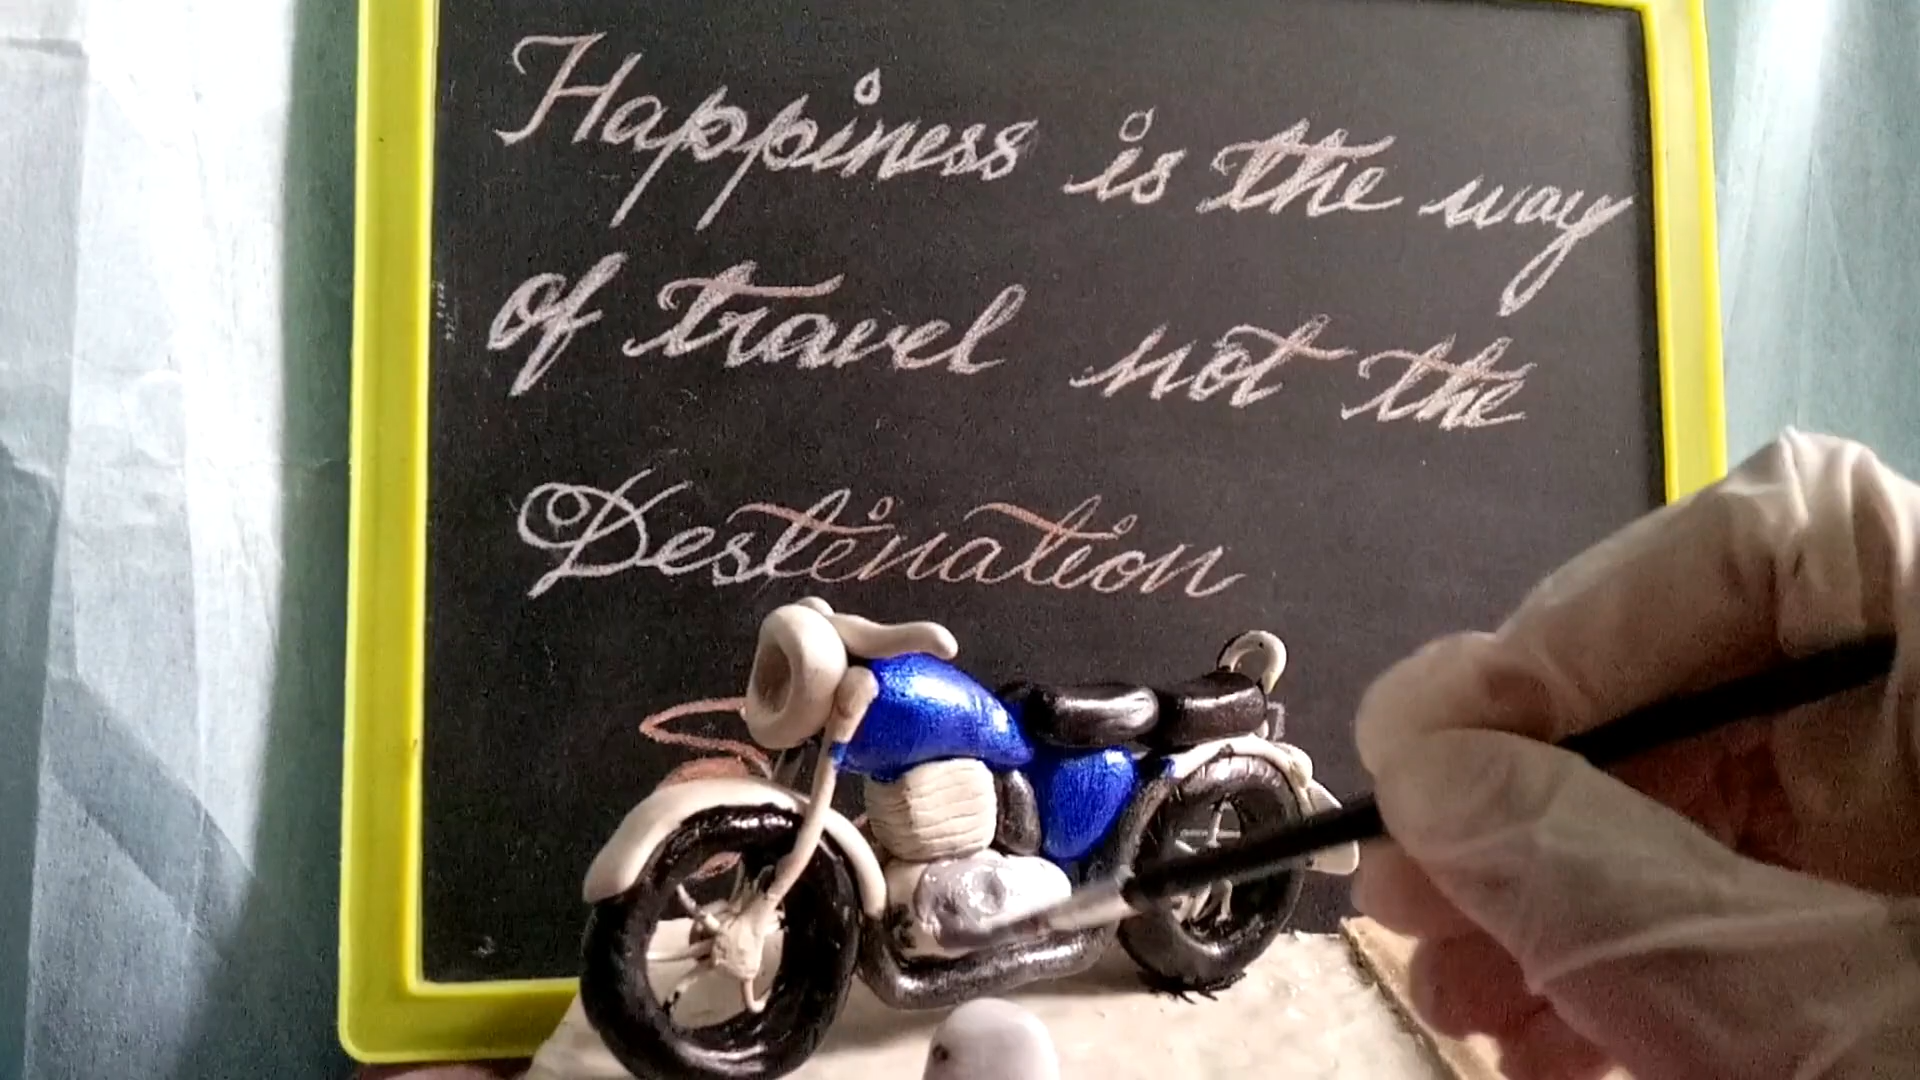 Happiness is the way
of travel not the
Destination